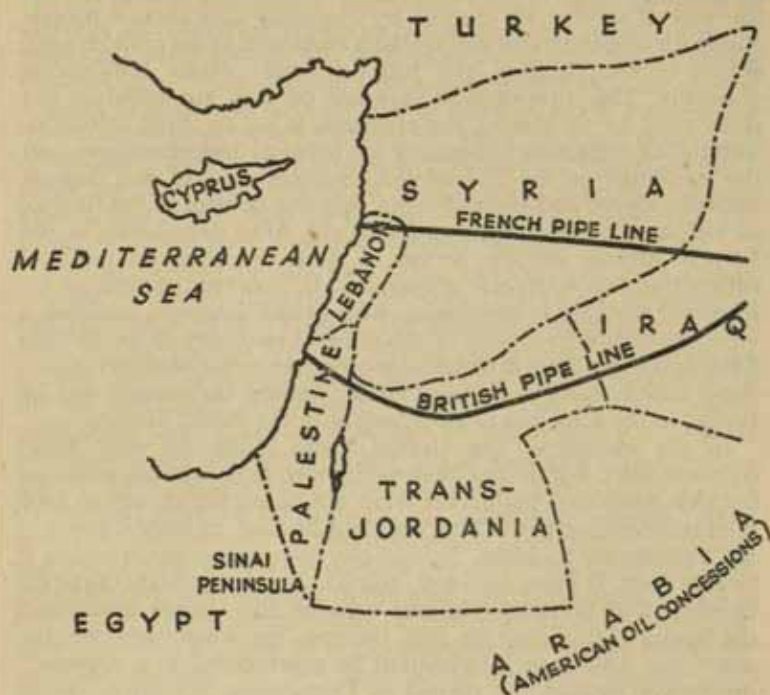 TURKEY
CYPRUS
SYRIA
FRENCH PIPE LINE
MEDITERRANEAN
SEA
LEBANON
IRAQ
BRITISH PIPE LINE
PALESTINE
TRANS-
JORDANIA
SINAI
PENINSULA
EGYPT
ARABIA
(AMERICAN OIL CONCESSIONS)